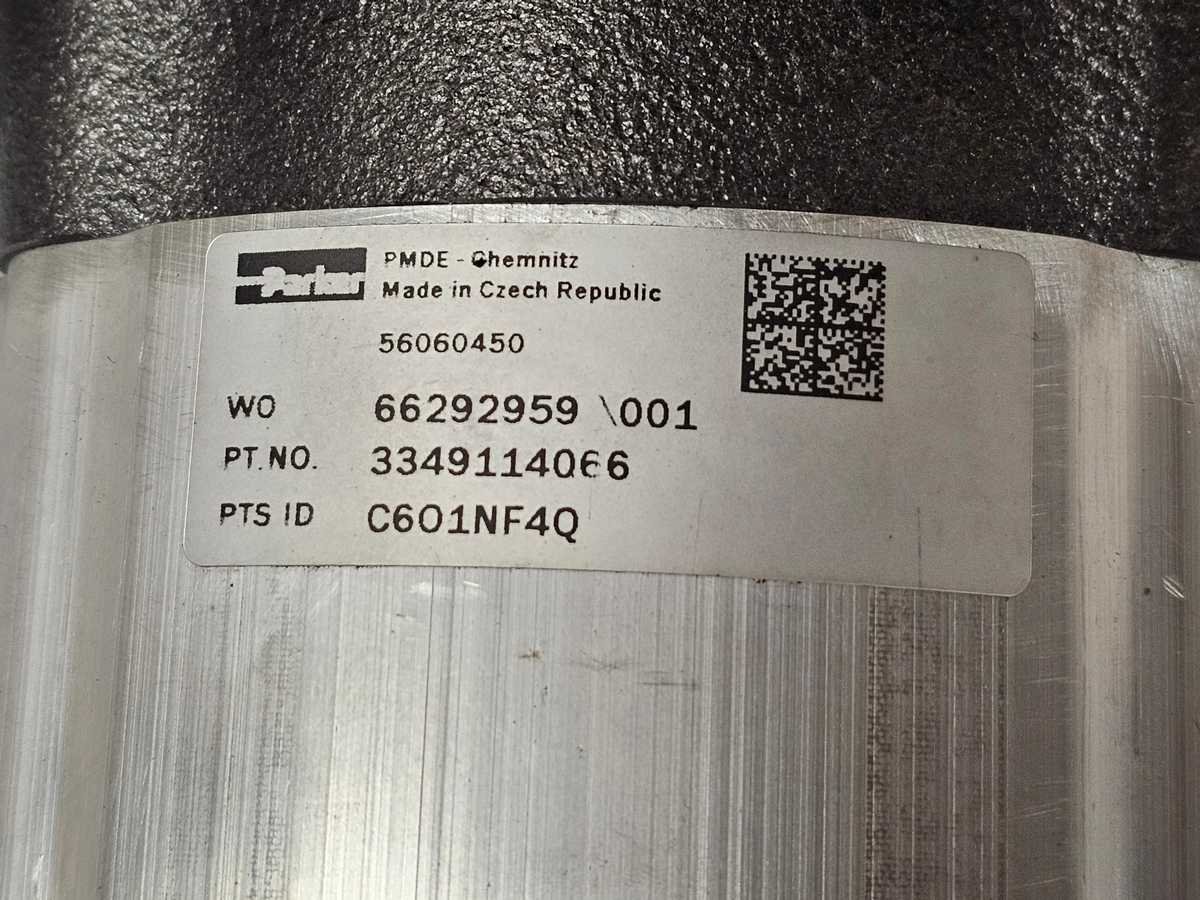 Parker
PMDE - Chemnitz
Made in Czech Republic
56060450
WO 66292959 \001
PT.NO. 3349114066
PTS ID C601NF4Q